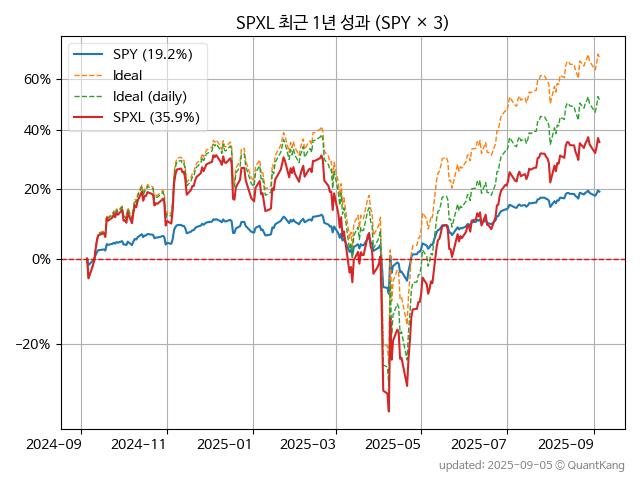 SPXL 최근 1년 성과 (SPY × 3)
SPY (19.2%)
Ideal
Ideal (daily)
SPXL (35.9%)
60%
40%
20%
0%
−20%
2024−09
2024−11
2025−01
2025−03
2025−05
2025−07
2025−09
updated: 2025-09-05 © QuantKang